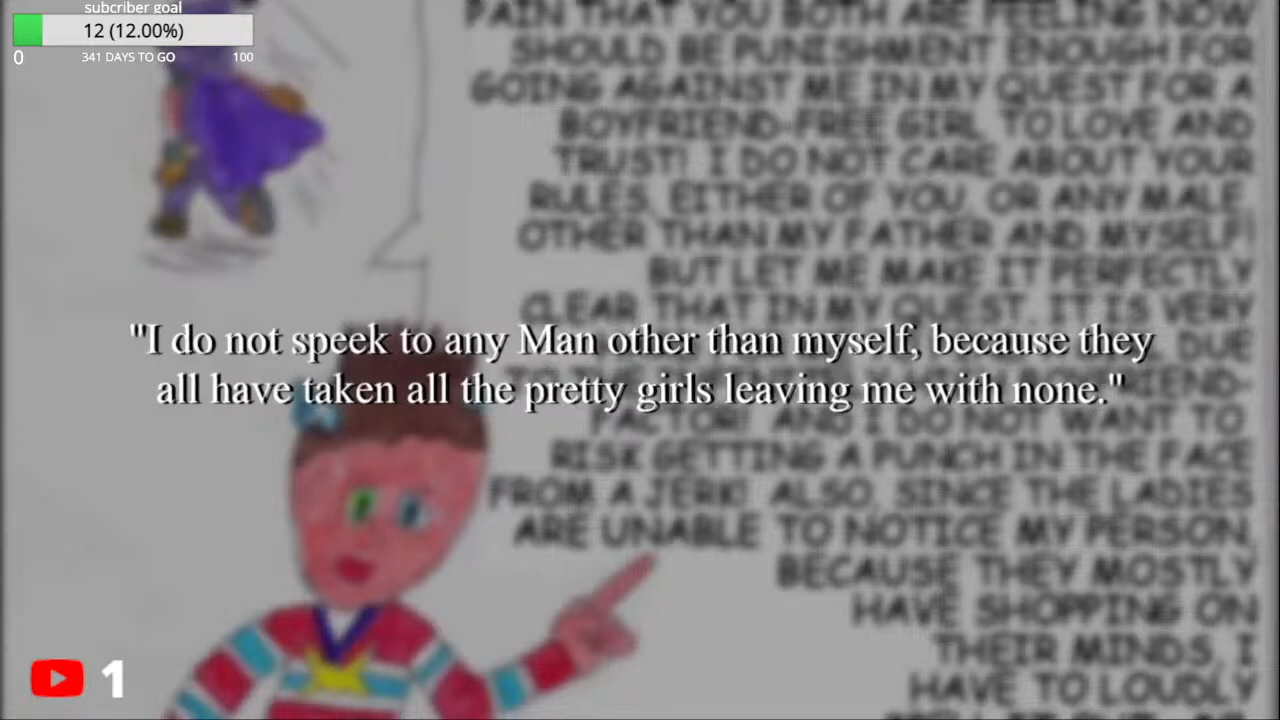 subcriber goal
12 (12.00%)
0 341 DAYS TO GO 100
PAIN THAT YOU BOTH ARE FEELING NOW
SHOULD BE PUNISHMENT ENOUGH FOR
GOING AGAINST ME IN MY QUEST FOR A
BOYFRIEND-FREE GIRL TO LOVE AND
TRUST! I DO NOT CARE ABOUT YOUR
RULES, EITHER OF YOU, OR ANY MALE,
OTHER THAN MY FATHER AND MYSELF!
BUT LET ME MAKE IT PERFECTLY
CLEAR THAT IN MY QUEST, IT IS VERY
DUE
"I do not speek to any Man other than myself, because they
all have taken all the pretty girls leaving me with none."
FACTOR! AND I DO NOT WANT TO
RISK GETTING A PUNCH IN THE FACE
FROM A JERK! ALSO, SINCE THE LADIES
ARE UNABLE TO NOTICE MY PERSON,
BECAUSE THEY MOSTLY
HAVE SHOPPING ON
THEIR MINDS, I
HAVE TO LOUDLY
1